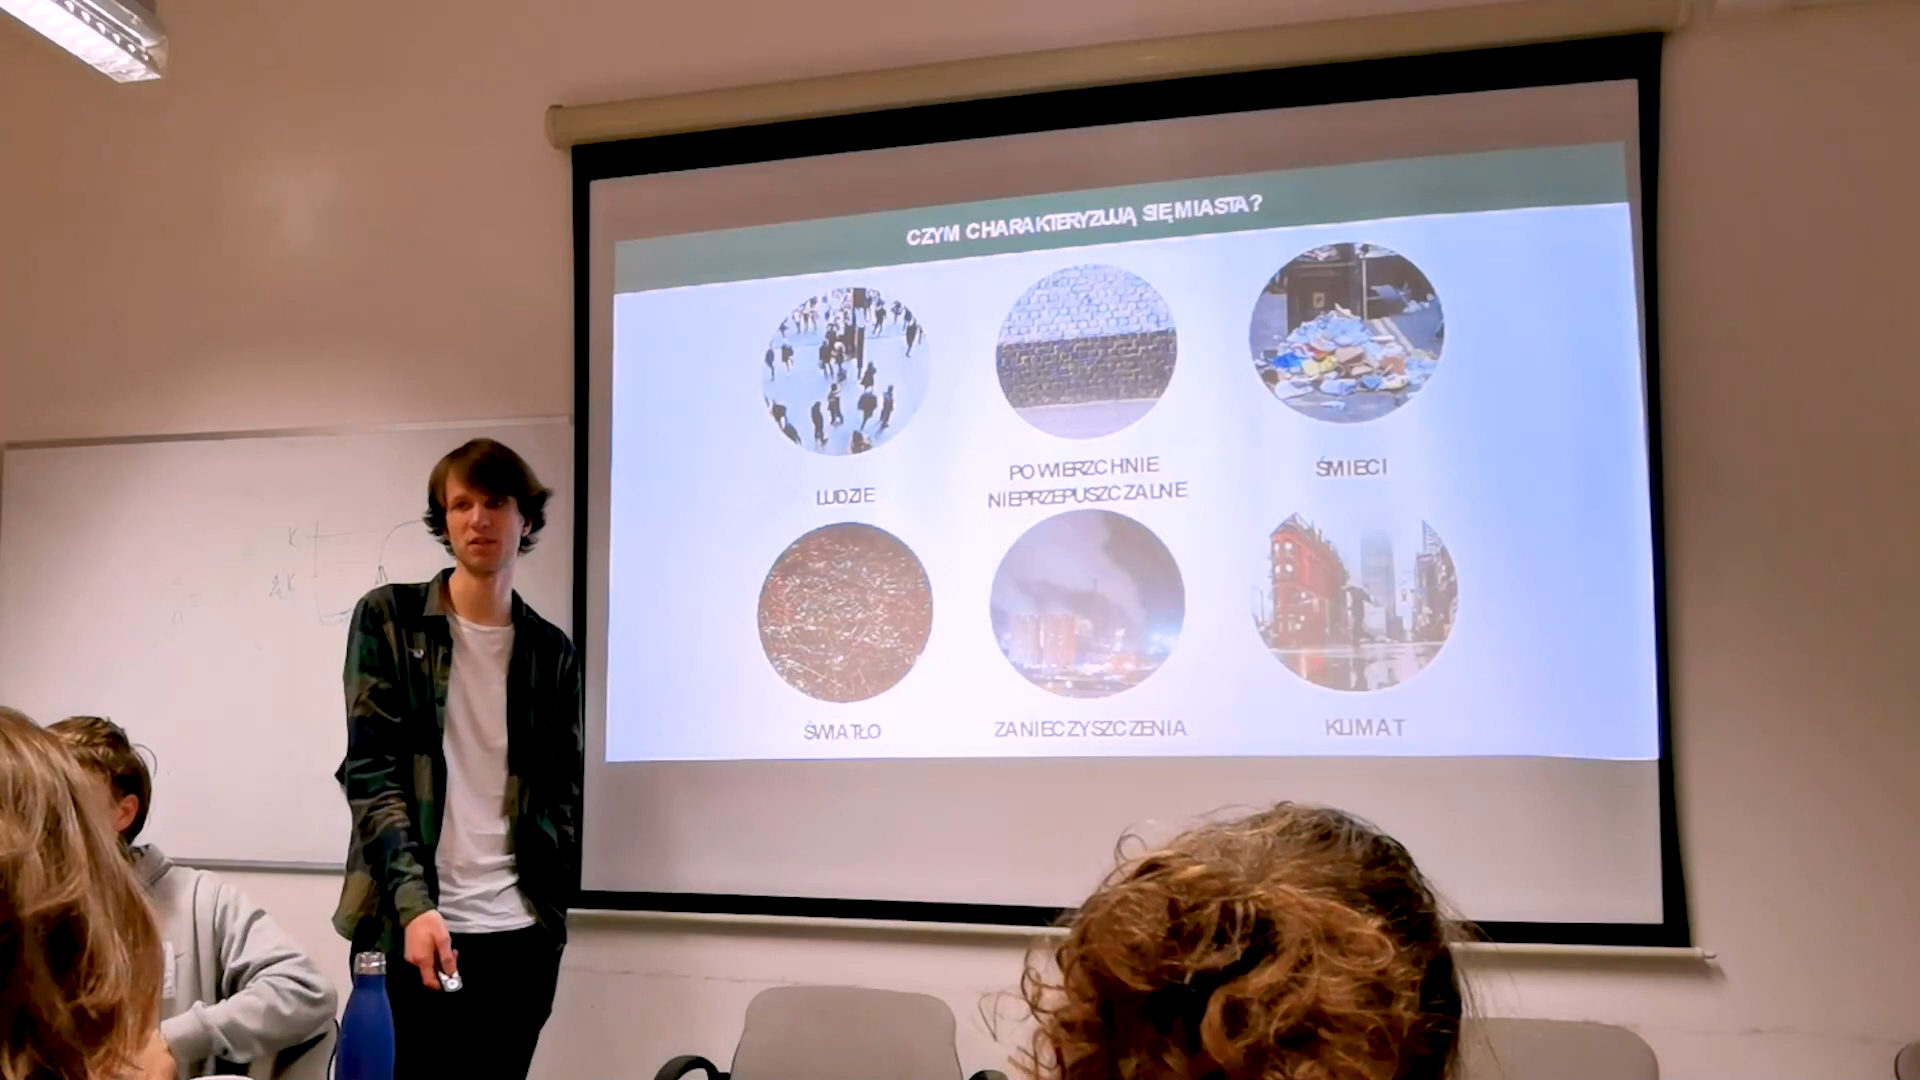 CZYM CHARAKTERYZUJĄ SIĘ MIASTA?
LUDZIE
POWIERZCHNIE
NIEPRZEPUSZCZALNE
ŚMIECI
ŚWIATŁO
ZANIECZYSZCZENIA
KLIMAT
K